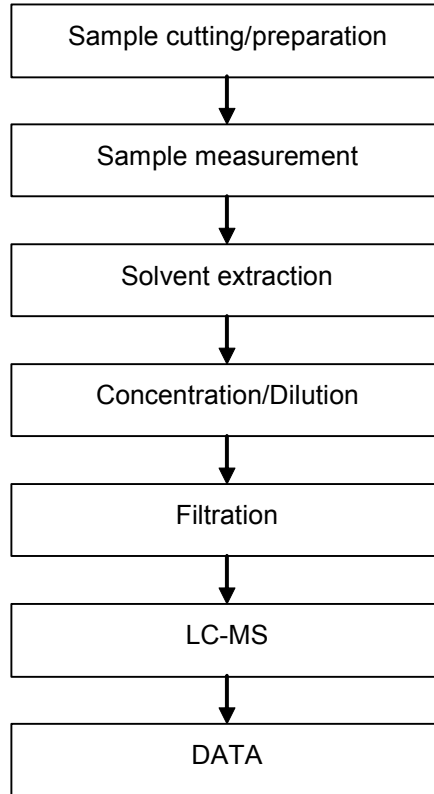 Sample cutting/preparation
Sample measurement
Solvent extraction
Concentration/Dilution
Filtration
LC-MS
DATA